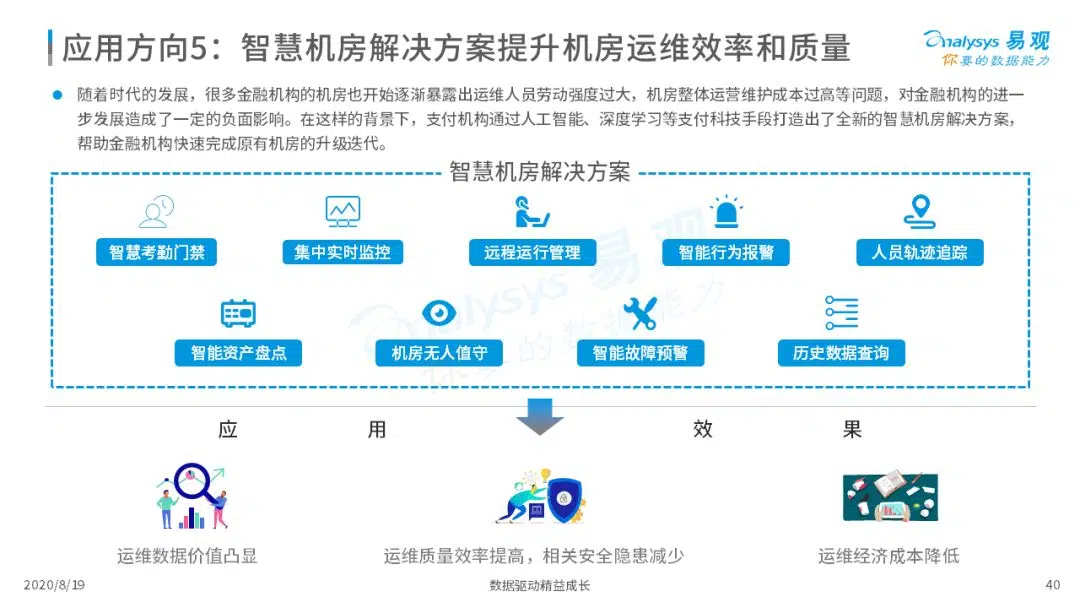 应用方向5：智慧机房解决方案提升机房运维效率和质量
analysys 易观
你要的数据能力
随着时代的发展，很多金融机构的机房也开始逐渐暴露出运维人员劳动强度过大，机房整体运营维护成本过高等问题，对金融机构的进一
步发展造成了一定的负面影响。在这样的背景下，支付机构通过人工智能、深度学习等支付科技手段打造出了全新的智慧机房解决方案，
帮助金融机构快速完成原有机房的升级迭代。
智慧机房解决方案
智慧考勤门禁 集中实时监控 远程运行管理 智能行为报警 人员轨迹追踪
analysys 易观
你要的数据能力
智能资产盘点 机房无人值守 智能故障预警 历史数据查询
应 用 效 果
运维数据价值凸显 运维质量效率提高，相关安全隐患减少 运维经济成本降低
2020/8/19 数据驱动精益成长 40